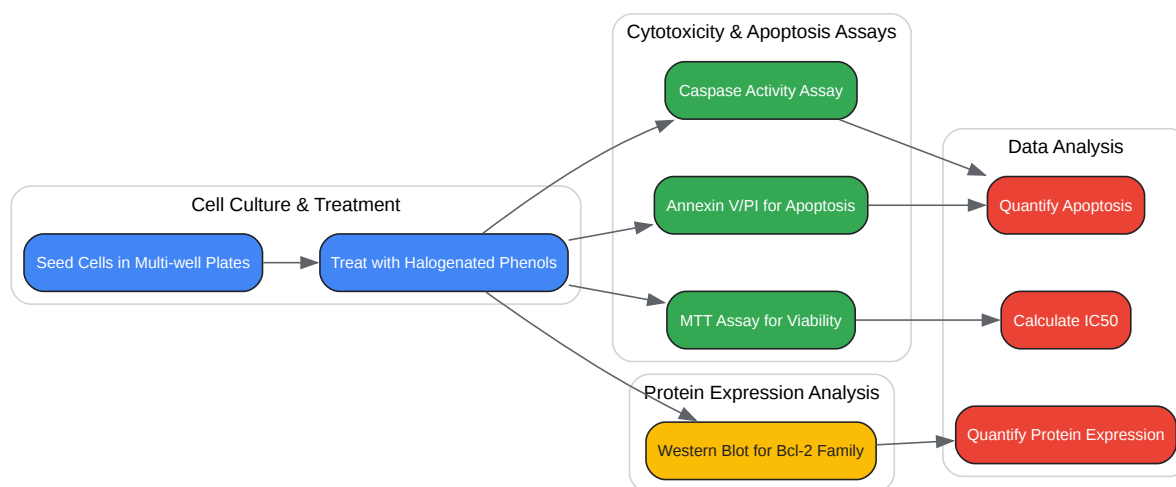 Cytotoxicity & Apoptosis Assays
Caspase Activity Assay
Data Analysis
Cell Culture & Treatment
Annexin V/PI for Apoptosis
Quantify Apoptosis
Seed Cells in Multi-well Plates
Treat with Halogenated Phenols
MTT Assay for Viability
Calculate IC50
Protein Expression Analysis
Western Blot for Bcl-2 Family
Quantify Protein Expression